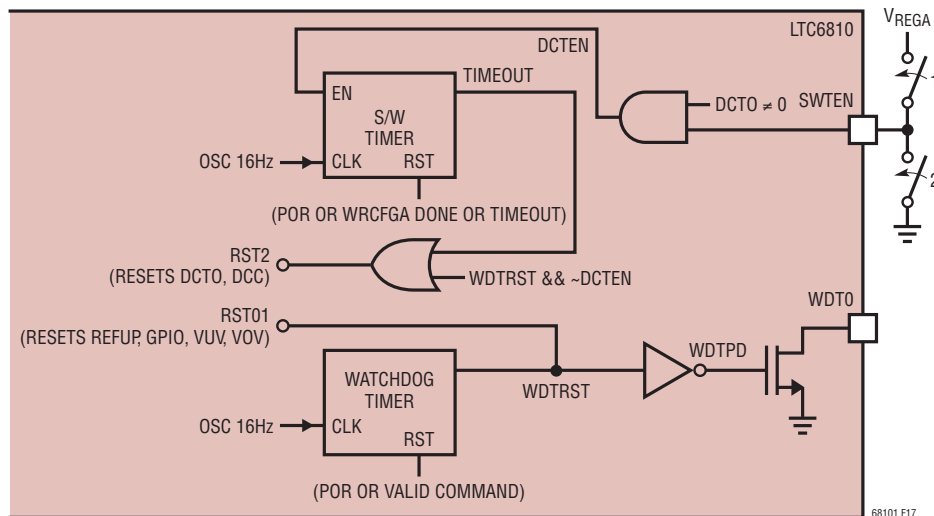 LTC6810
VREGA
1
DCTEN
TIMEOUT
EN
S/W
TIMER
DCTO ≠ 0
SWTEN
OSC 16Hz
CLK
RST
2
(POR OR WRCFGA DONE OR TIMEOUT)
RST2
(RESETS DCTO, DCC)
WDTRST && ~DCTEN
RST01
(RESETS REFUP, GPIO, VUV, VOV)
WDT0
WDTPD
WATCHDOG
TIMER
WDTRST
OSC 16Hz
CLK
RST
(POR OR VALID COMMAND)
68101 F17